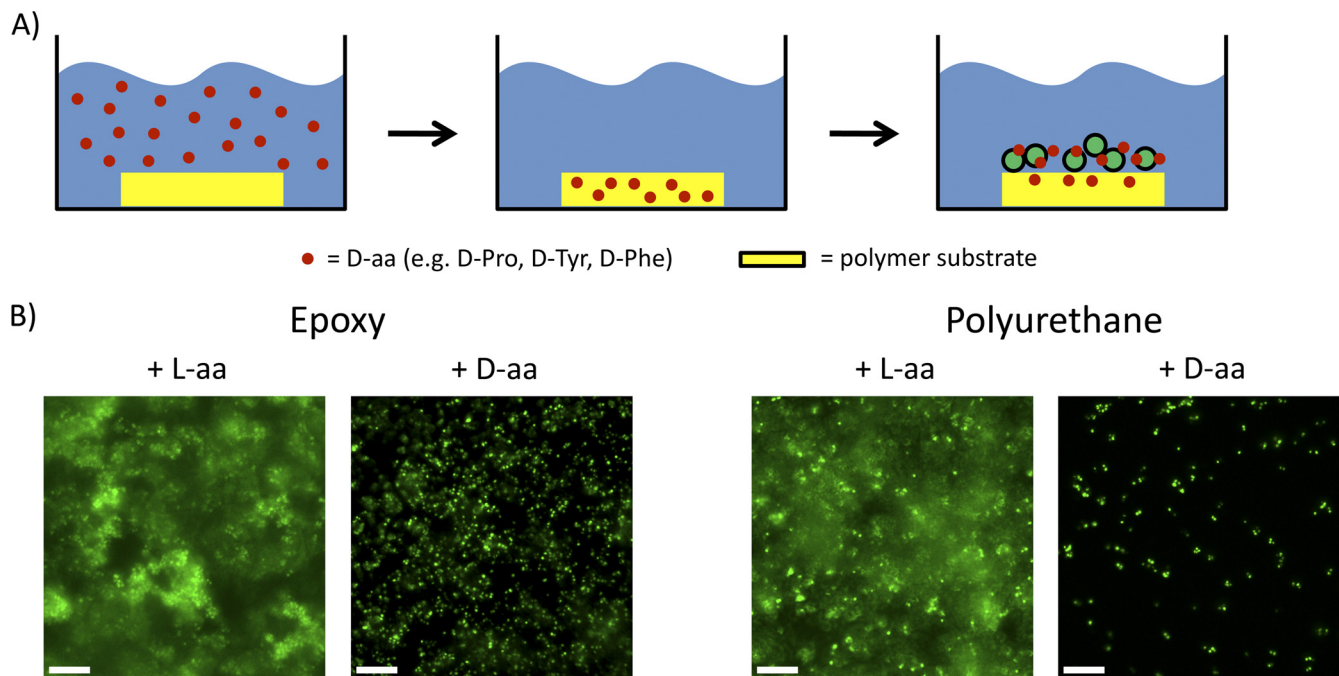 A)
= D-aa (e.g. D-Pro, D-Tyr, D-Phe) = polymer substrate
B) Epoxy Polyurethane
+ L-aa + D-aa + L-aa + D-aa